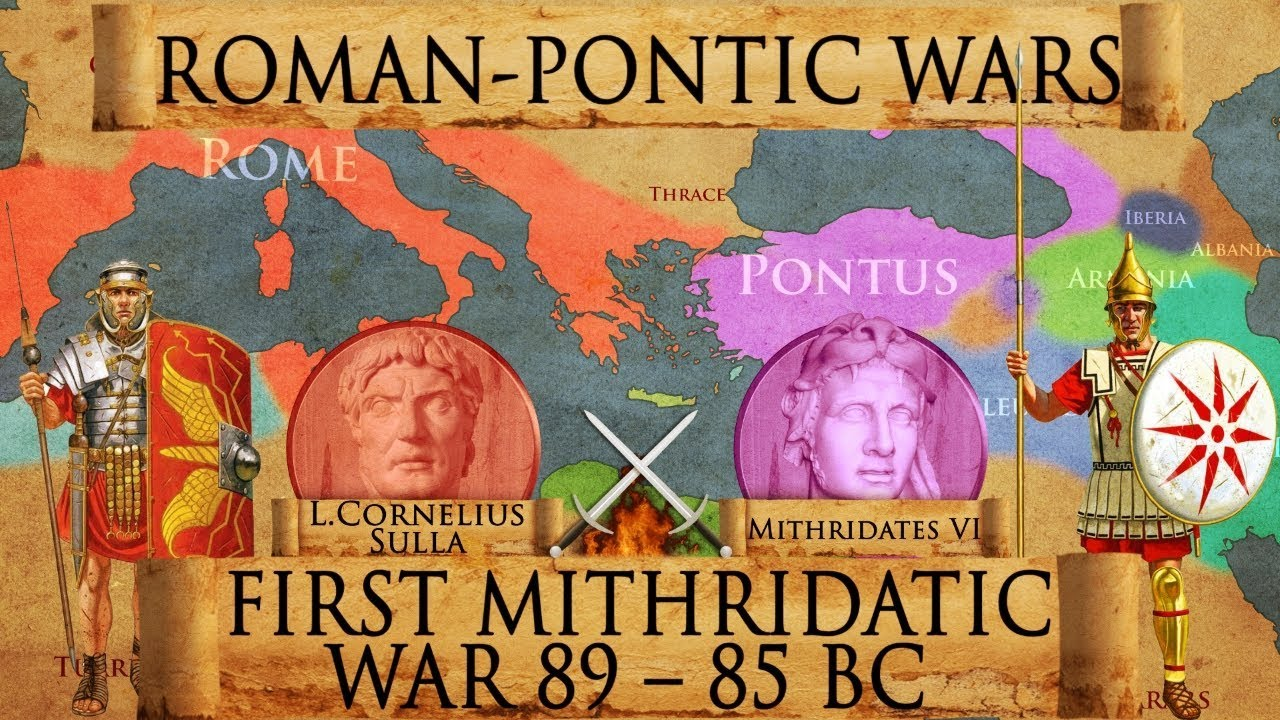 ROMAN-PONTIC WARS
ROME
THRACE
IBERIA
ALBANIA
PONTUS
L.CORNELIUS
SULLA
MITHRIDATES VI
FIRST MITHRIDATIC
WAR 89 – 85 BC